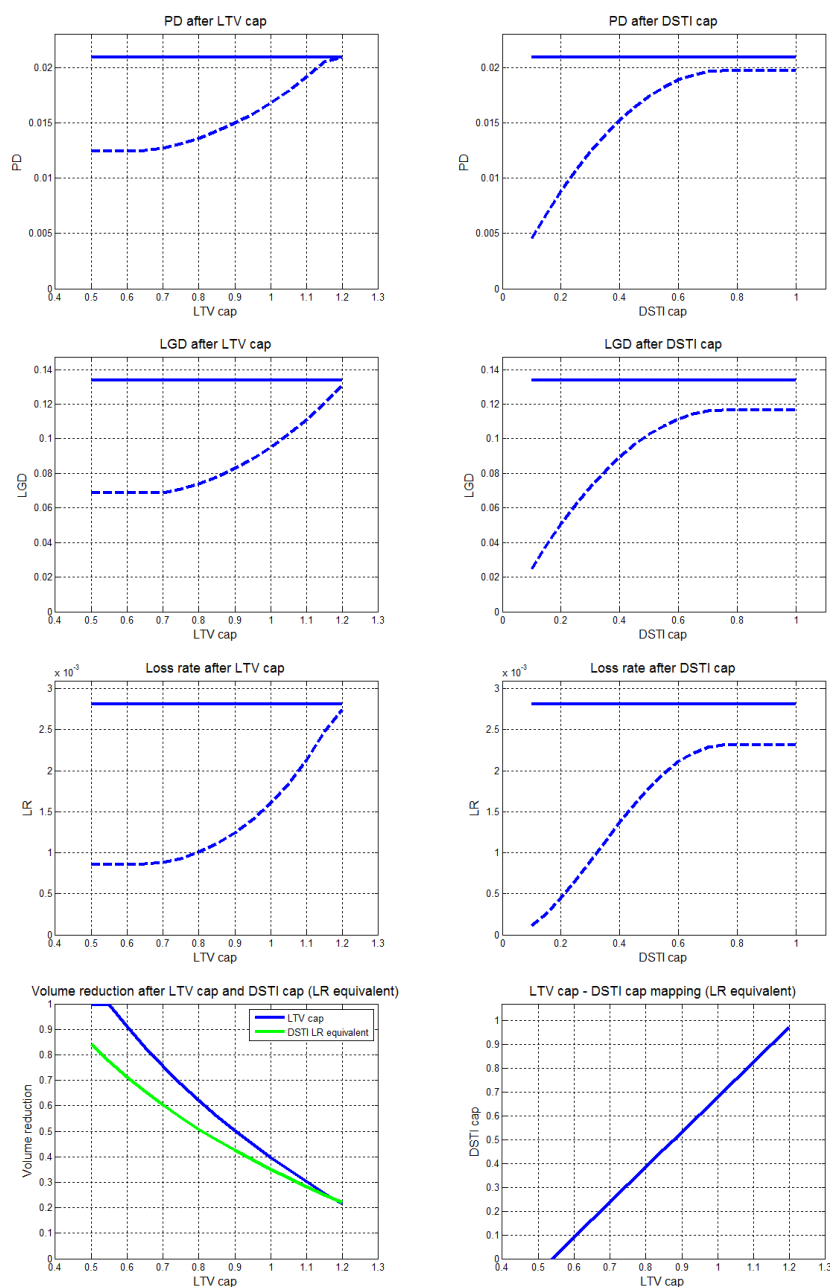 PD after LTV cap
0.02
0.015
0.01
0.005
0
PD
0.4 0.5 0.6 0.7 0.8 0.9 1 1.1 1.2 1.3
LTV cap
PD after DSTI cap
0.02
0.015
0.01
0.005
0
PD
0 0.2 0.4 0.6 0.8 1
DSTI cap
LGD after LTV cap
0.14
0.12
0.1
0.08
0.06
0.04
0.02
0
LGD
0.4 0.5 0.6 0.7 0.8 0.9 1 1.1 1.2 1.3
LTV cap
LGD after DSTI cap
0.14
0.12
0.1
0.08
0.06
0.04
0.02
0
LGD
0 0.2 0.4 0.6 0.8 1
DSTI cap
Loss rate after LTV cap
x 10⁻³
3
2.5
2
1.5
1
0.5
0
LR
0.4 0.5 0.6 0.7 0.8 0.9 1 1.1 1.2 1.3
LTV cap
Loss rate after DSTI cap
x 10⁻³
3
2.5
2
1.5
1
0.5
0
LR
0 0.2 0.4 0.6 0.8 1
DSTI cap
Volume reduction after LTV cap and DSTI cap (LR equivalent)
1
0.9
0.8
0.7
0.6
0.5
0.4
0.3
0.2
0.1
0
Volume reduction
LTV cap
DSTI LR equivalent
0.4 0.5 0.6 0.7 0.8 0.9 1 1.1 1.2 1.3
LTV cap
LTV cap - DSTI cap mapping (LR equivalent)
1
0.9
0.8
0.7
0.6
0.5
0.4
0.3
0.2
0.1
0
DSTI cap
0.4 0.5 0.6 0.7 0.8 0.9 1 1.1 1.2 1.3
LTV cap